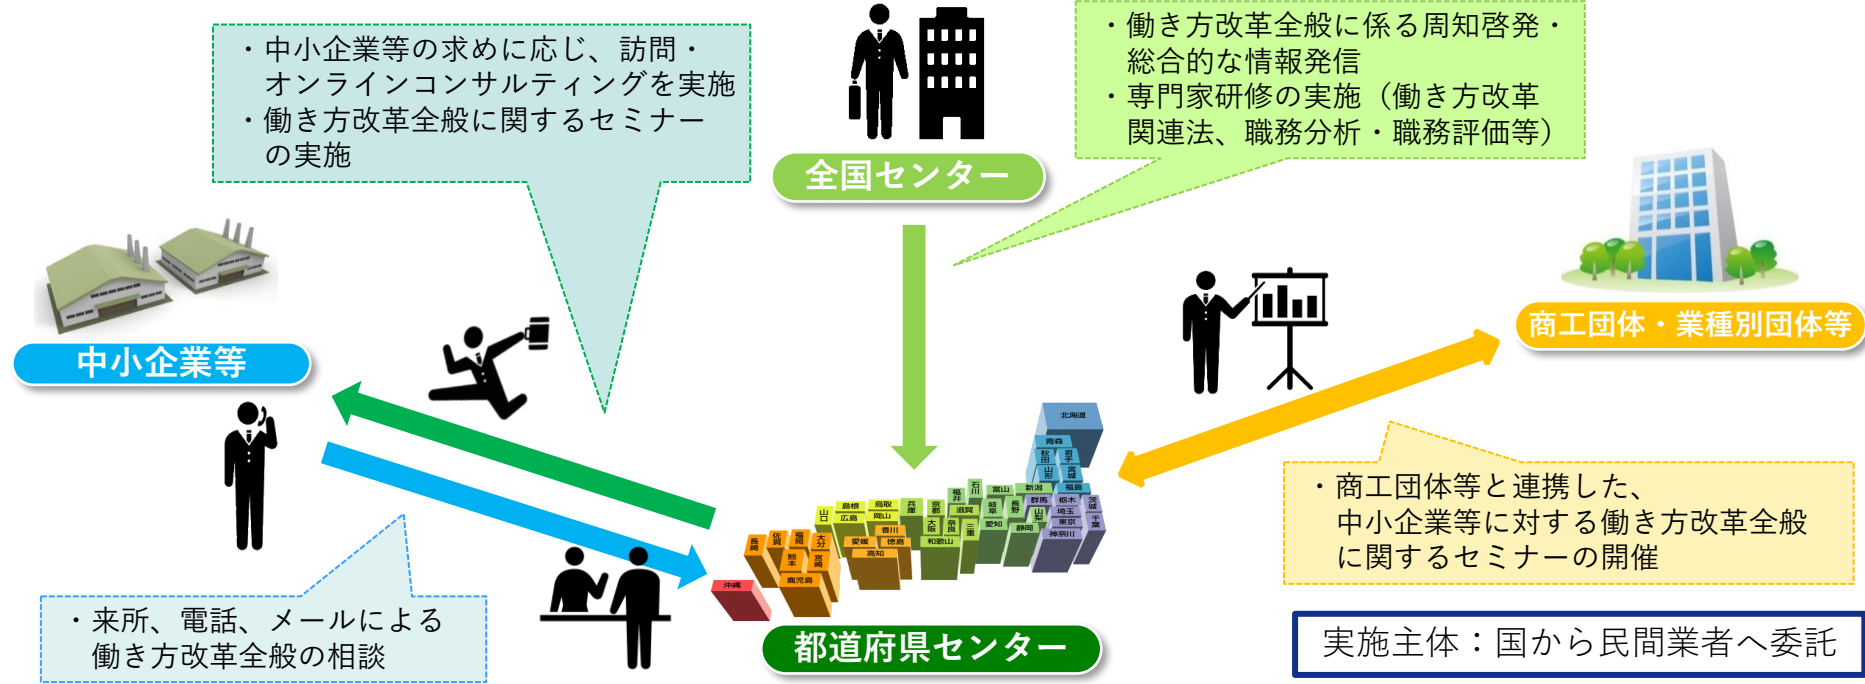 ・中小企業等の求めに応じ、訪問・
オンラインコンサルティングを実施
・働き方改革全般に関するセミナー
の実施
全国センター
・働き方改革全般に係る周知啓発・
総合的な情報発信
・専門家研修の実施（働き方改革
関連法、職務分析・職務評価等）
商工団体・業種別団体等
中小企業等
・来所、電話、メールによる
働き方改革全般の相談
北海道
青森
秋田
岩手
山形
宮城
福島
新潟
富山
石川
福井
群馬
栃木
茨城
埼玉
東京
千葉
神奈川
山梨
長野
岐阜
静岡
愛知
三重
滋賀
京都
奈良
大阪
和歌山
兵庫
鳥取
島根
岡山
広島
山口
香川
徳島
愛媛
高知
福岡
佐賀
長崎
大分
熊本
宮崎
鹿児島
沖縄
都道府県センター
・商工団体等と連携した、
中小企業等に対する働き方改革全般
に関するセミナーの開催
実施主体：国から民間業者へ委託